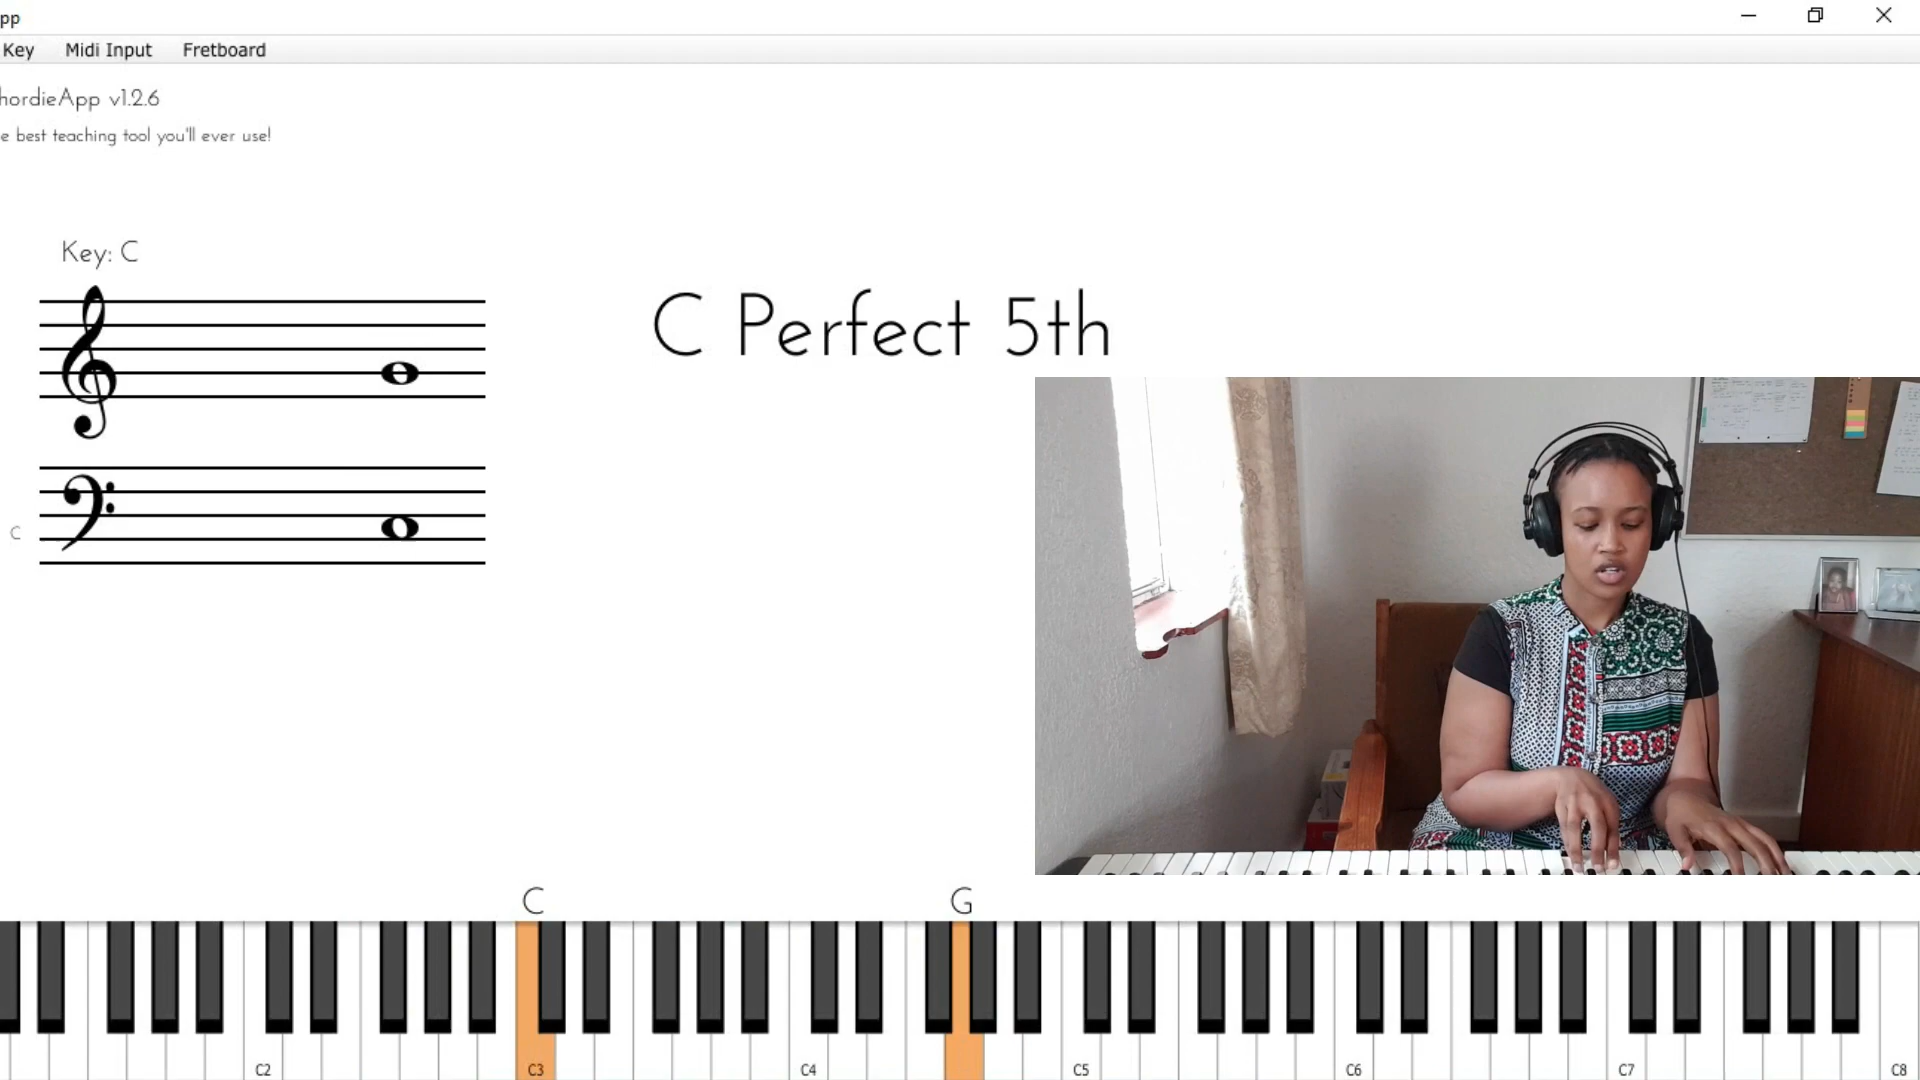 pp
Key Midi Input Fretboard
hordieApp v1.2.6
e best teaching tool you'll ever use!
Key: C
C Perfect 5th
C
C G
C2 C3 C4 C5 C6 C7 C8